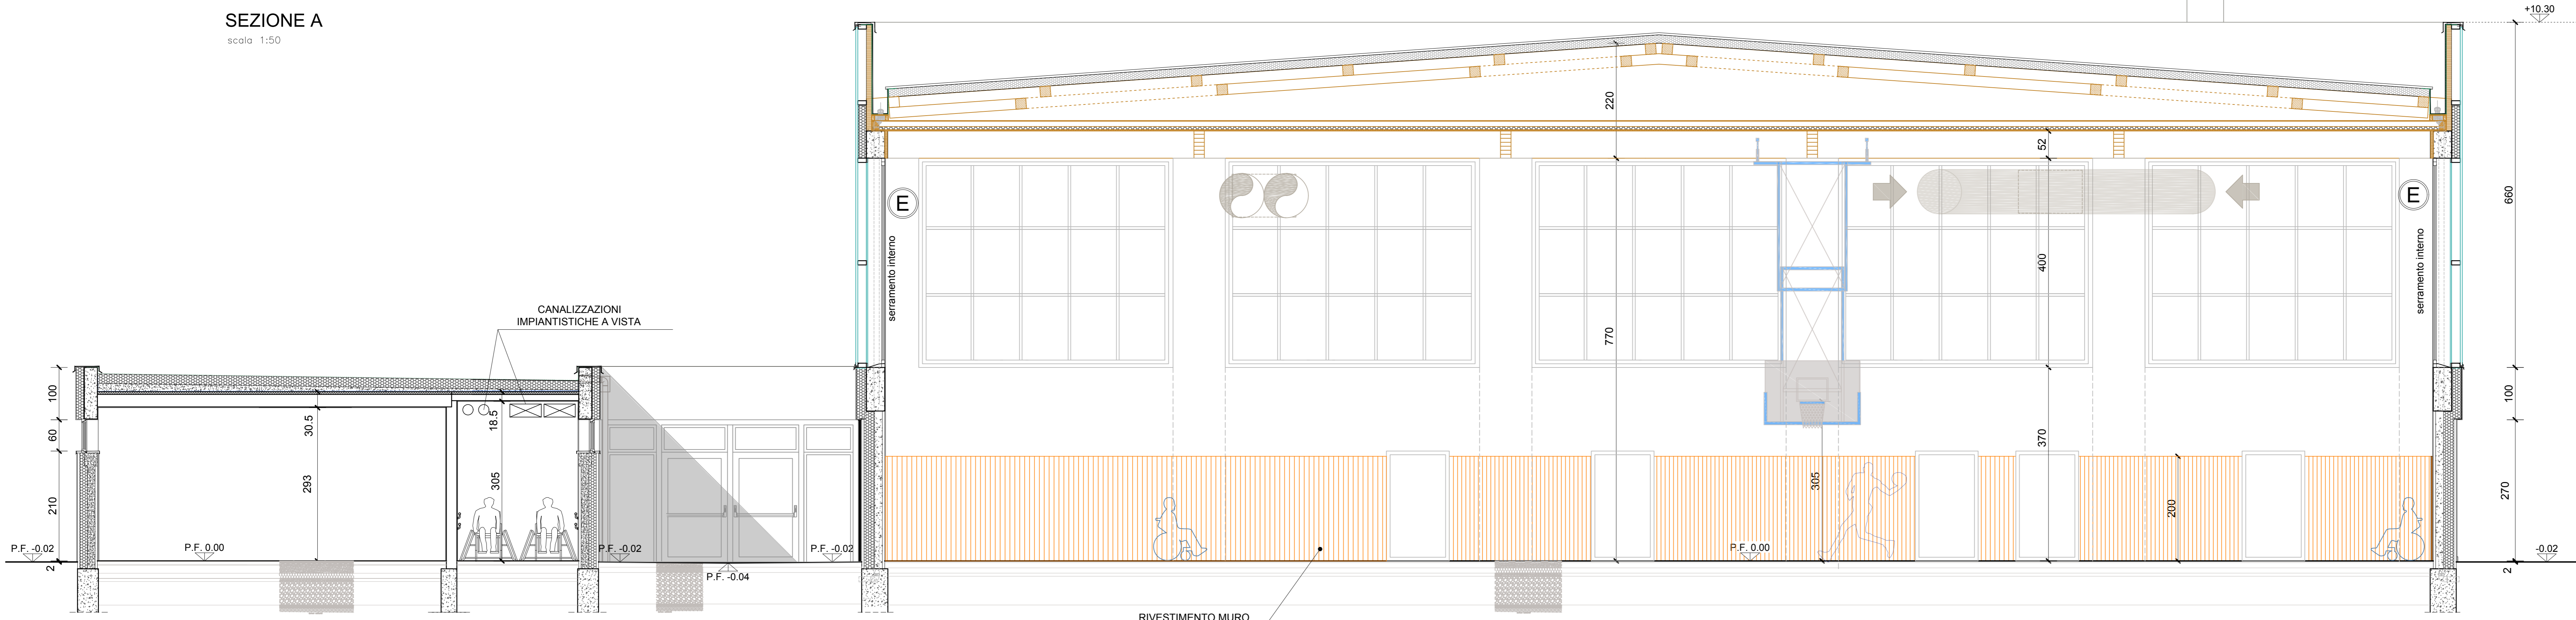 SEZIONE A
scala 1:50
+10.30
220
52
660
E
E
serramento interno
serramento interno
400
CANALIZZAZIONI
IMPIANTISTICHE A VISTA
770
100
30.5
18.5
100
60
370
293
305
305
270
210
200
P.F. -0.02
P.F. 0.00
P.F. -0.02
P.F. -0.02
P.F. 0.00
-0.02
2
P.F. -0.04
2
RIVESTIMENTO MURO